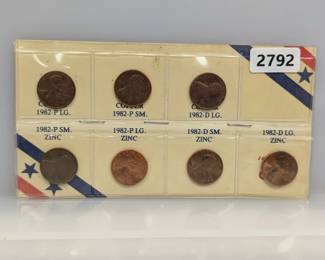 2792
COPPER
1982-P LG.
COPPER
1982-P SM.
COPPER
1982-D LG.
1982-P SM.
ZINC
1982-P LG.
ZINC
1982-D SM.
ZINC
1982-D LG.
ZINC